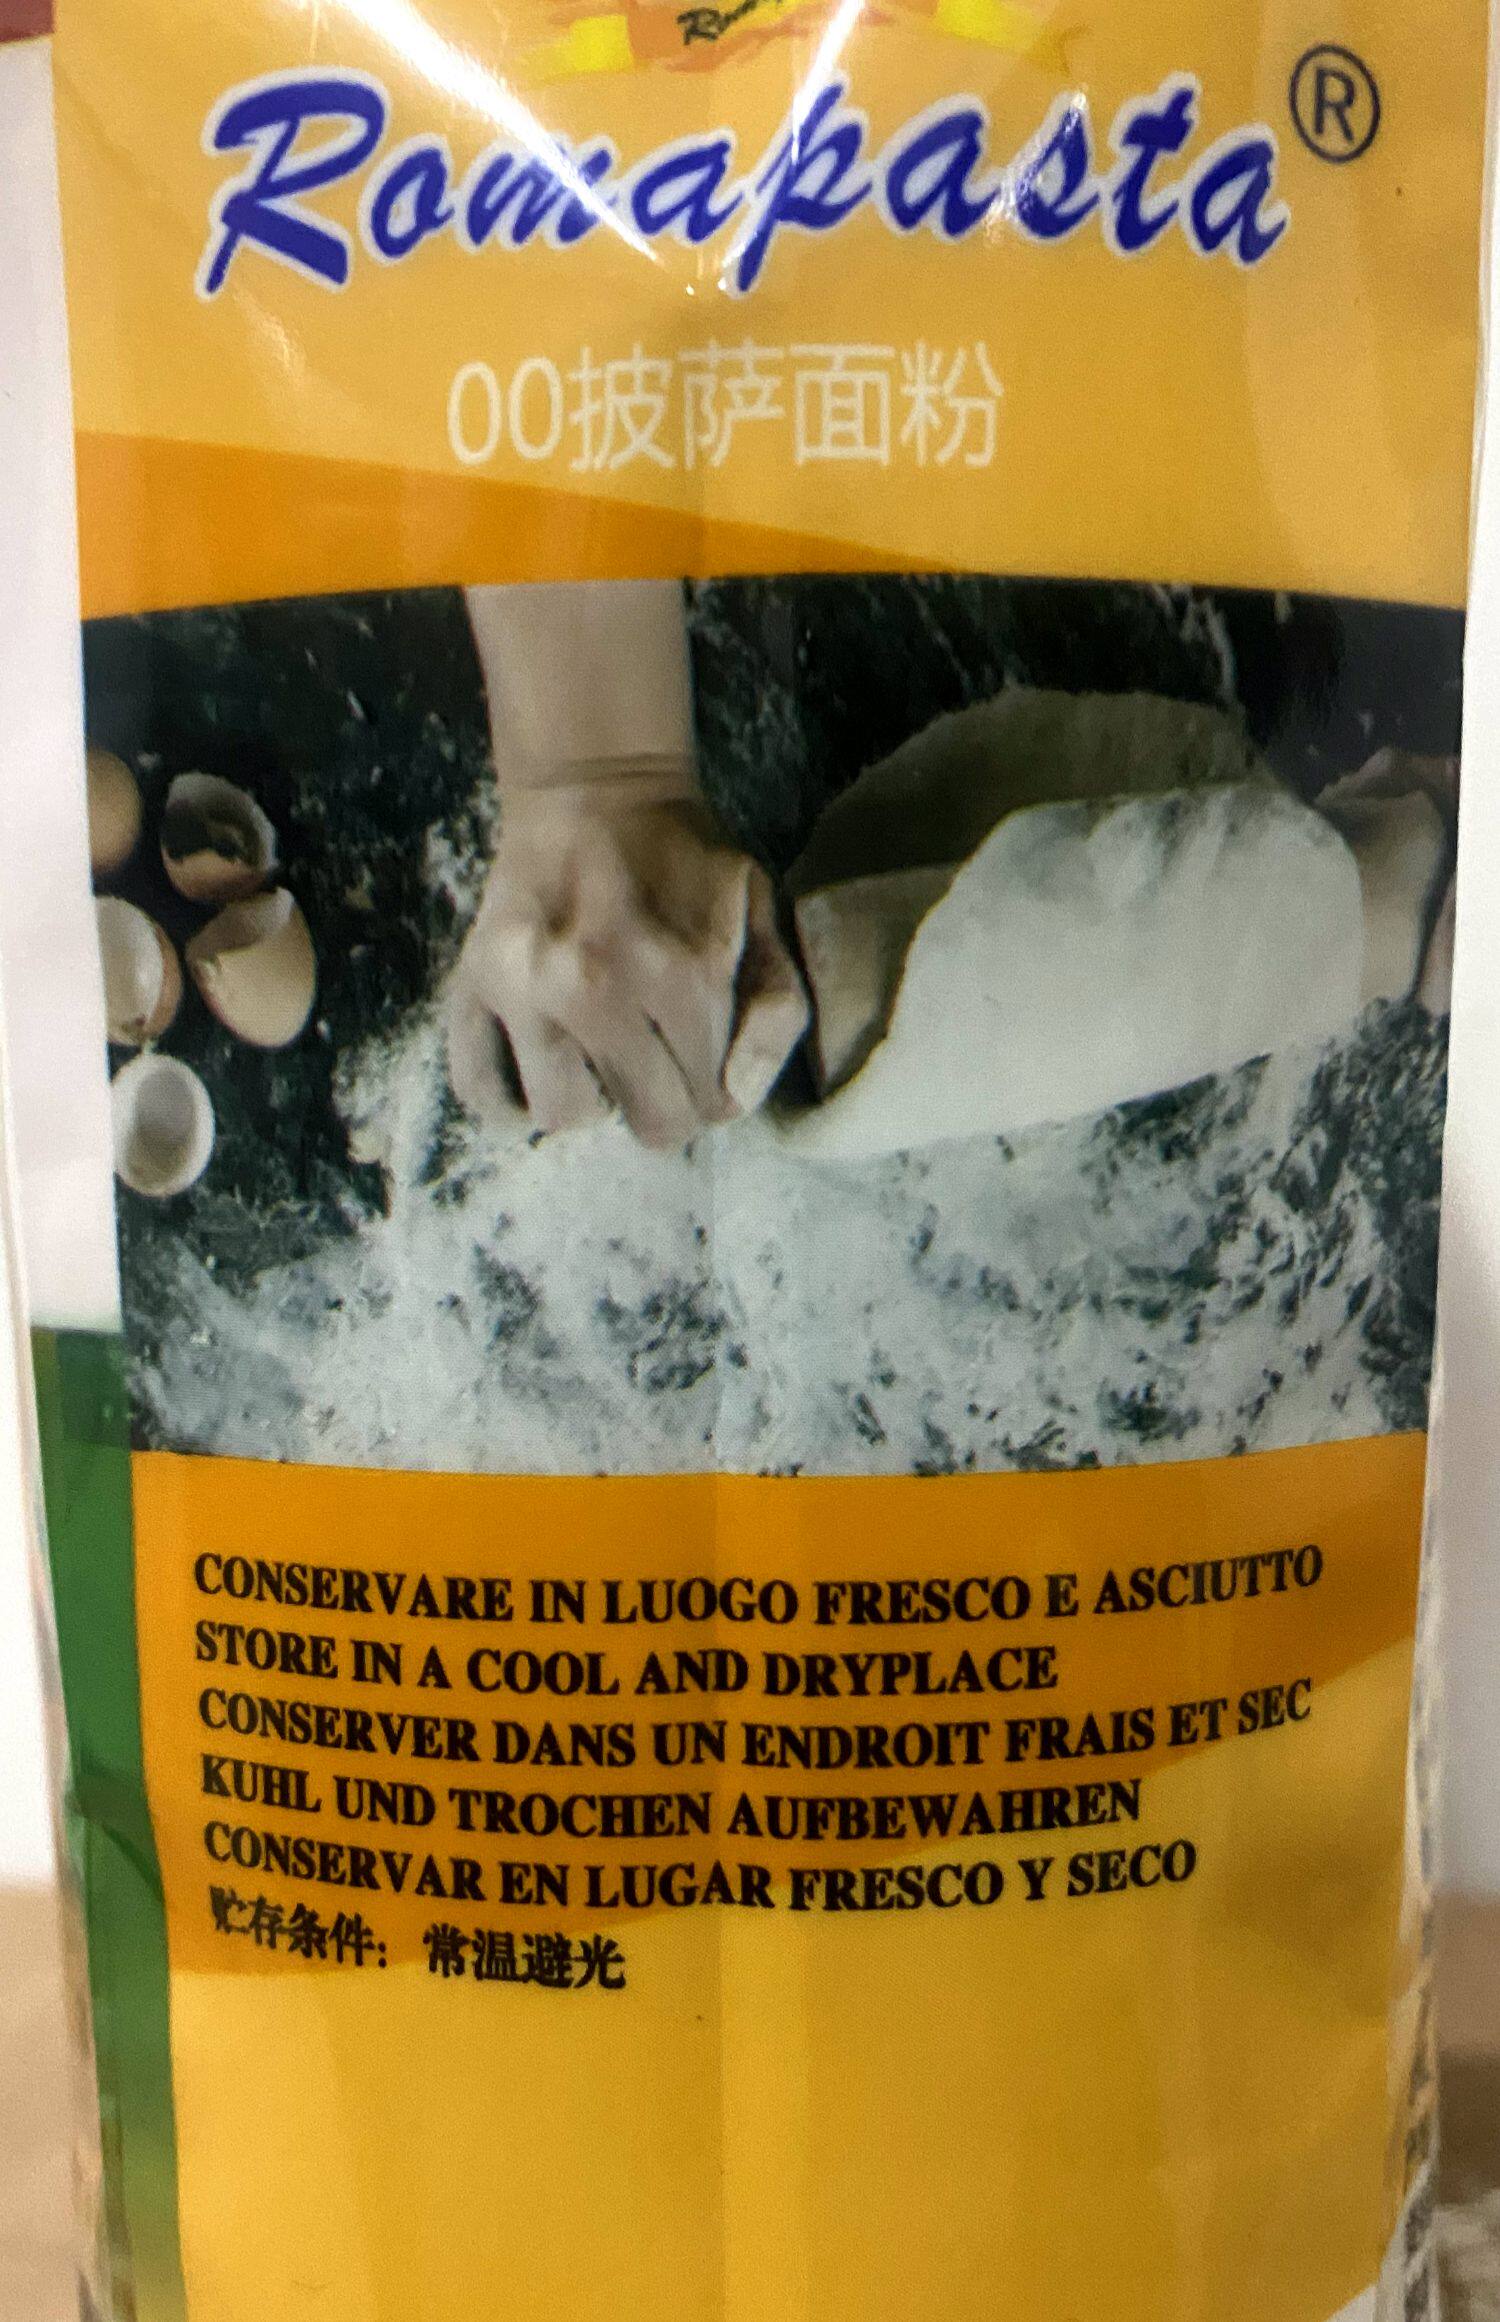 Romapasta®
00披萨面粉
CONSERVARE IN LUOGO FRESCO E ASCIUTTO
STORE IN A COOL AND DRYPLACE
CONSERVER DANS UN ENDROIT FRAIS ET SEC
KUHL UND TROCHEN AUFBEWAHREN
CONSERVAR EN LUGAR FRESCO Y SECO
贮存条件：常温避光